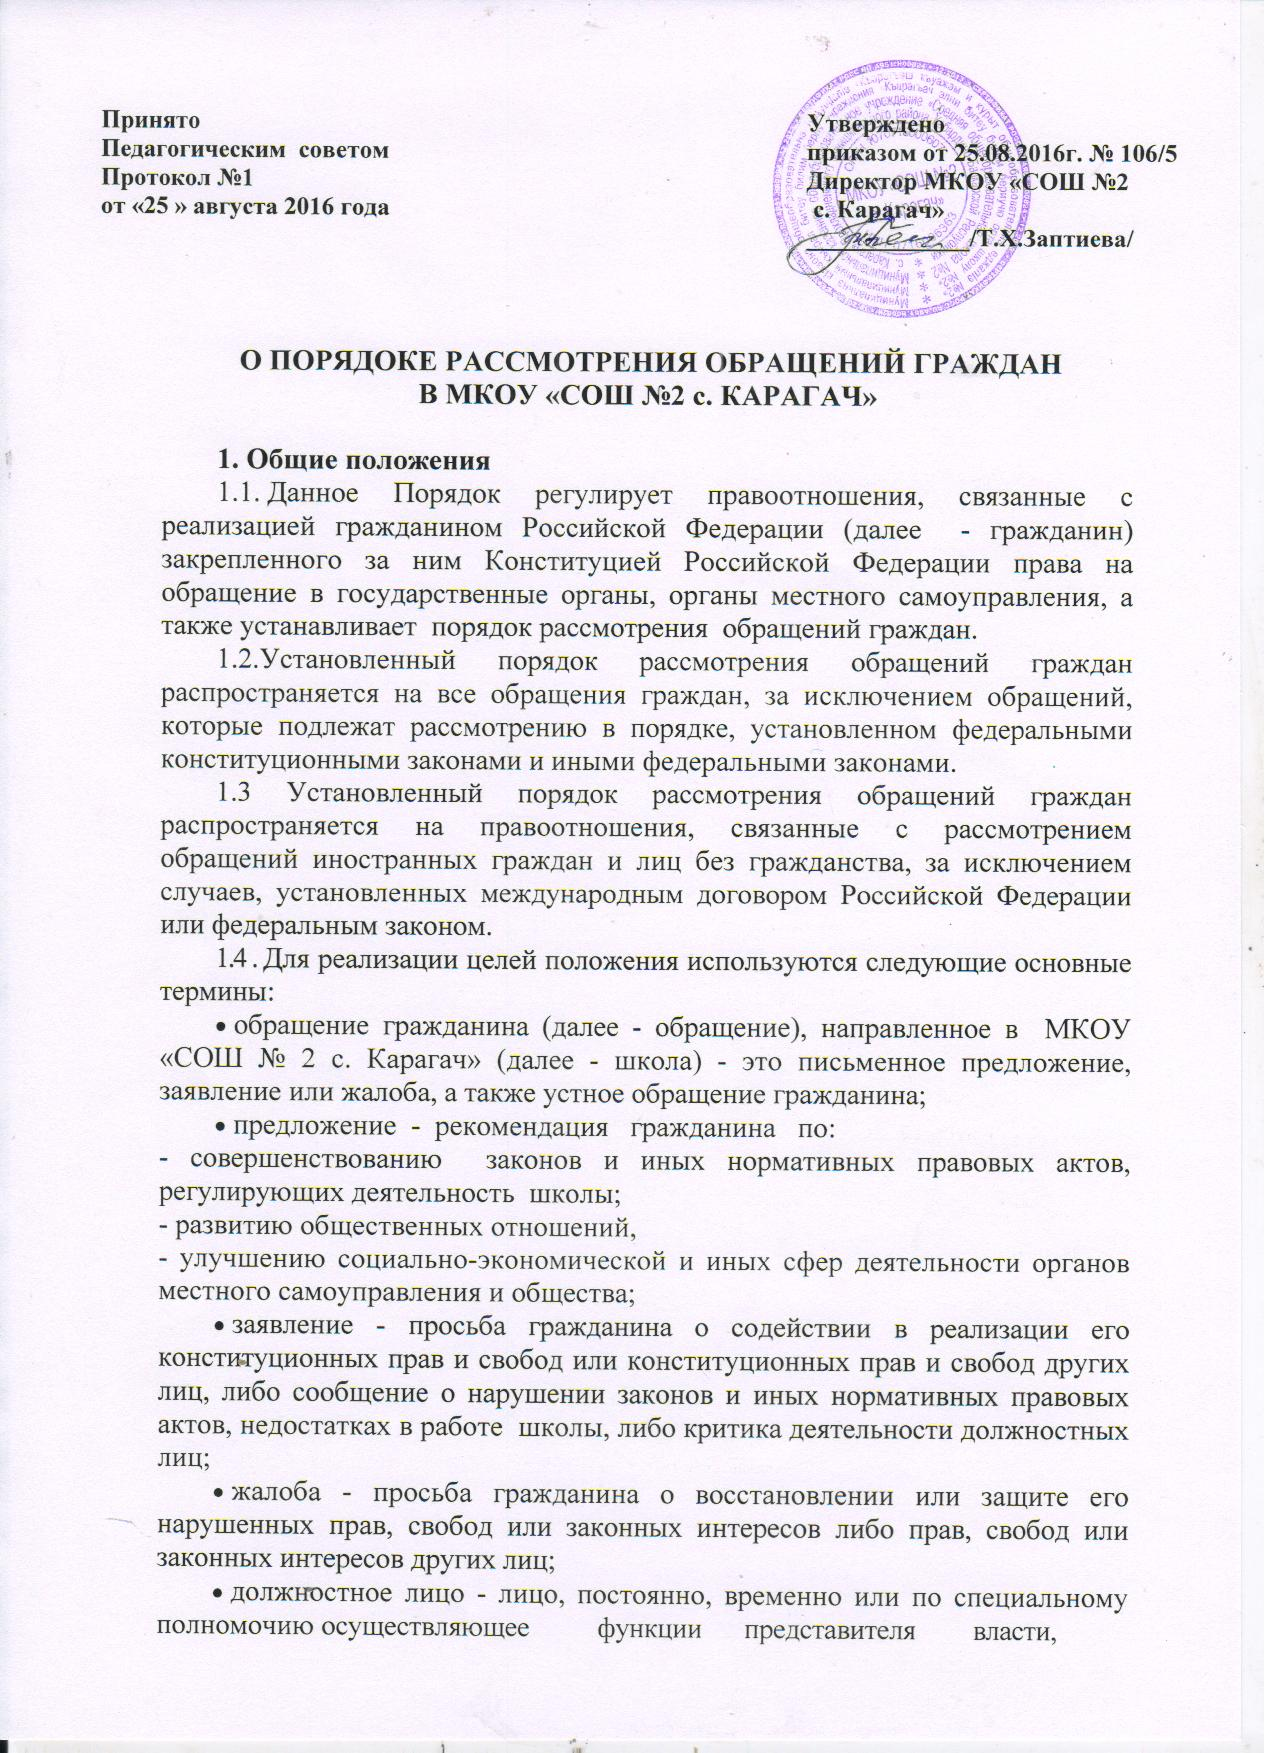 Принято
Педагогическим советом
Протокол №1
от «25 » августа 2016 года
Утверждено
приказом от 25.08.2016г. № 106/5
Директор МКОУ «СОШ №2
с. Карагач»
/Т.Х.Заптиева/
О ПОРЯДОКЕ РАССМОТРЕНИЯ ОБРАЩЕНИЙ ГРАЖДАН
В МКОУ «СОШ №2 с. КАРАГАЧ»
1. Общие положения
1.1. Данное Порядок регулирует правоотношения, связанные с
реализацией гражданином Российской Федерации (далее - гражданин)
закрепленного за ним Конституцией Российской Федерации права на
обращение в государственные органы, органы местного самоуправления, а
также устанавливает порядок рассмотрения обращений граждан.
1.2.Установленный порядок рассмотрения обращений граждан
распространяется на все обращения граждан, за исключением обращений,
которые подлежат рассмотрению в порядке, установленном федеральными
конституционными законами и иными федеральными законами.
1.3 Установленный порядок рассмотрения обращений граждан
распространяется на правоотношения, связанные с рассмотрением
обращений иностранных граждан и лиц без гражданства, за исключением
случаев, установленных международным договором Российской Федерации
или федеральным законом.
1.4 . Для реализации целей положения используются следующие основные
термины:
• обращение гражданина (далее - обращение), направленное в МКОУ
«СОШ № 2 с. Карагач» (далее - школа) - это письменное предложение,
заявление или жалоба, а также устное обращение гражданина;
• предложение - рекомендация гражданина по:
- совершенствованию законов и иных нормативных правовых актов,
регулирующих деятельность школы;
- развитию общественных отношений,
- улучшению социально-экономической и иных сфер деятельности органов
местного самоуправления и общества;
• заявление - просьба гражданина о содействии в реализации его
конституционных прав и свобод или конституционных прав и свобод других
лиц, либо сообщение о нарушении законов и иных нормативных правовых
актов, недостатках в работе школы, либо критика деятельности должностных
лиц;
• жалоба - просьба гражданина о восстановлении или защите его
нарушенных прав, свобод или законных интересов либо прав, свобод или
законных интересов других лиц;
• должностное лицо - лицо, постоянно, временно или по специальному
полномочию осуществляющее функции представителя власти,